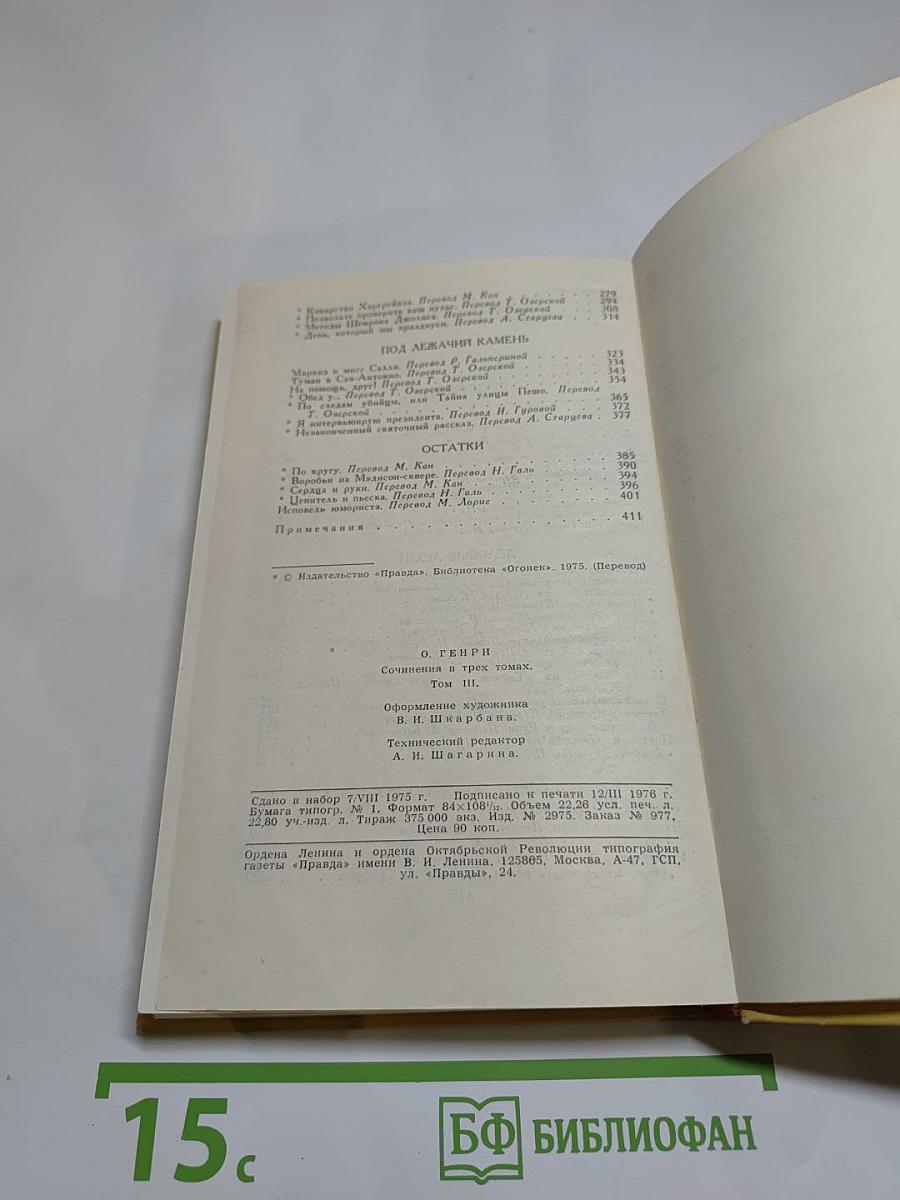 * Коварство Харгрейвза. Перевод М. Кан . . . . . . 279
* Позвольте проверить ваш пульс. Перевод Т. Озерской . . 294
* Методы Шенрока Джолнса. Перевод Т. Озерской . . . 308
* День, который мы празднуем. Перевод А. Старцева . . 314
ПОД ЛЕЖАЧИЙ КАМЕНЬ
Маркиз и мисс Салли. Перевод Р. Гальпериной . . . . 323
Туман в Сан-Антонио. Перевод Т. Озерской . . . . 334
На помощь, друг! Перевод Т. Озерской . . . . . 343
* Обед у... Перевод Т. Озерской . . . . . . . 354
* По следам убийцы, или Тайна улицы Пешо. Перевод
Т. Озерской . . . . . . . . . . . . 365
* Я интервьюирую президента. Перевод И. Гуровой . . . 372
* Незаконченный святочный рассказ. Перевод А. Старцева . 377
ОСТАТКИ
* По кругу. Перевод М. Кан . . . . . . . . . 385
* Воробьи на Мэдисон-сквере. Перевод Н. Галь . . . . 390
* Сердца и руки. Перевод М. Кан . . . . . . . . 394
* Ценитель и пьеска. Перевод Н. Галь . . . . . . . 396
Исповедь юмориста. Перевод М. Лорие . . . . . . . 401
Примечания . . . . . . . . . . . . 411
* © Издательство «Правда». Библиотека «Огонек». 1975. (Перевод)
О. ГЕНРИ
Сочинения в трех томах.
Том III.
Оформление художника
В. И. Шкарбана.
Технический редактор
А. И. Шагарина.
Сдано в набор 7/VIII 1975 г. Подписано к печати 12/III 1976 г.
Бумага типогр. № 1. Формат 84×108¹/₃₂. Объем 22,26 усл. печ. л.
22,80 уч.-изд. л. Тираж 375 000 экз. Изд. № 2975. Заказ № 977.
Цена 90 коп.
Ордена Ленина и ордена Октябрьской Революции типография
газеты «Правда» имени В. И. Ленина. 125865, Москва, А-47, ГСП,
ул. «Правды», 24.
15 с
БФ БИБЛИОФАН